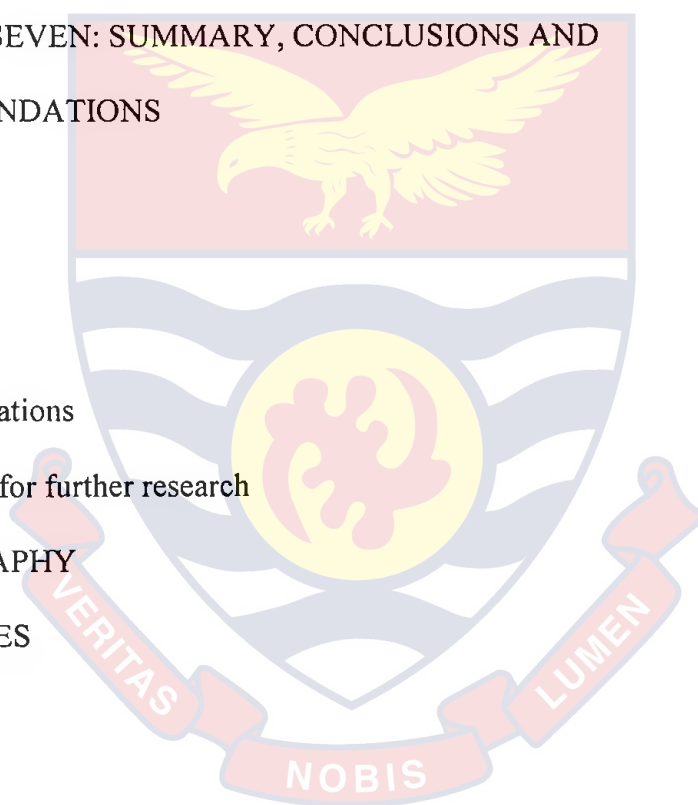 SEVEN: SUMMARY, CONCLUSIONS AND
NDATIONS
ations
for further research
APHY
ES
VERITAS
NOBIS
LUMEN